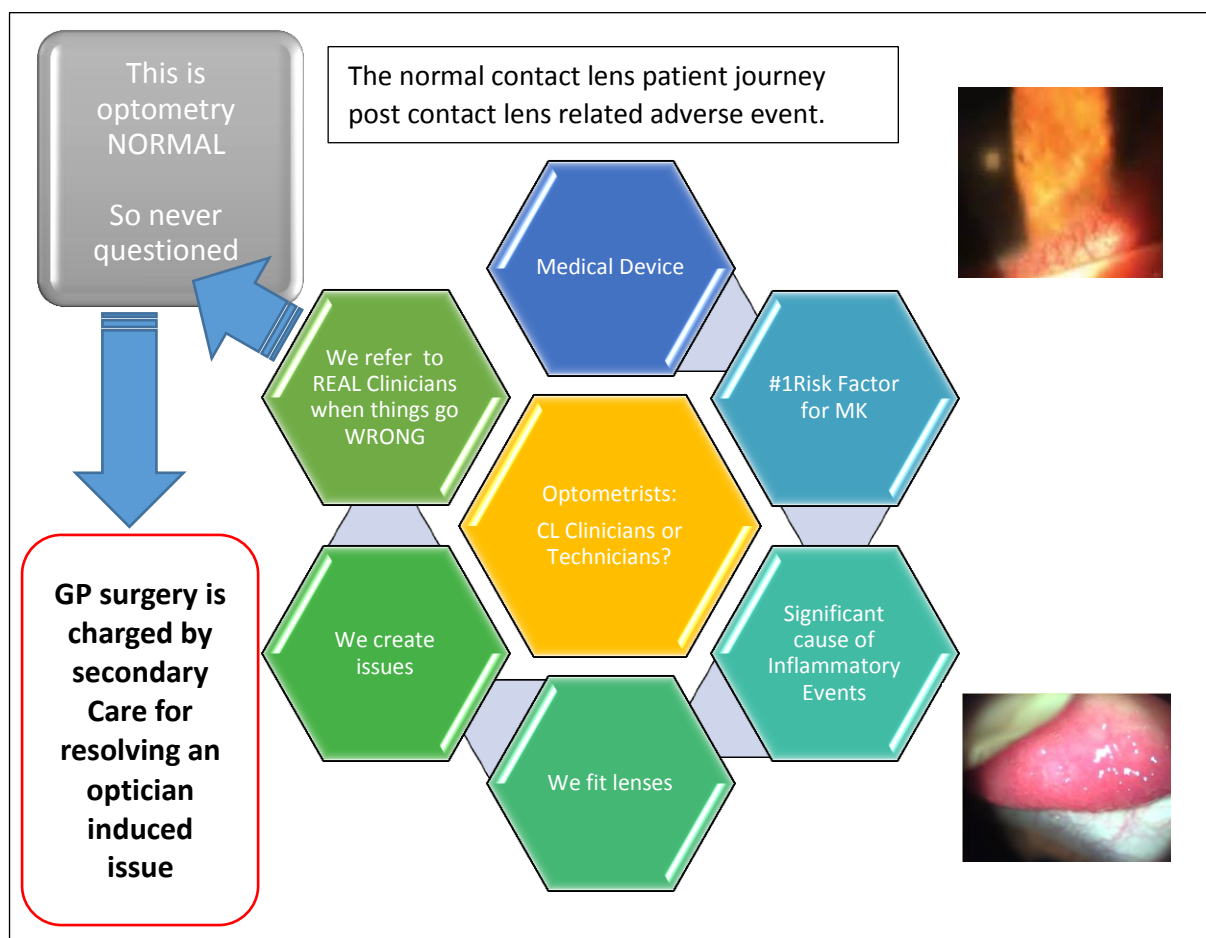 This is
optometry
NORMAL
So never
questioned
The normal contact lens patient journey
post contact lens related adverse event.
Medical Device
#1Risk Factor
for MK
Significant
cause of
Inflammatory
Events
We fit lenses
We create
issues
We refer to
REAL Clinicians
when things go
WRONG
Optometrists:
CL Clinicians or
Technicians?
GP surgery is
charged by
secondary
Care for
resolving an
optician
induced
issue